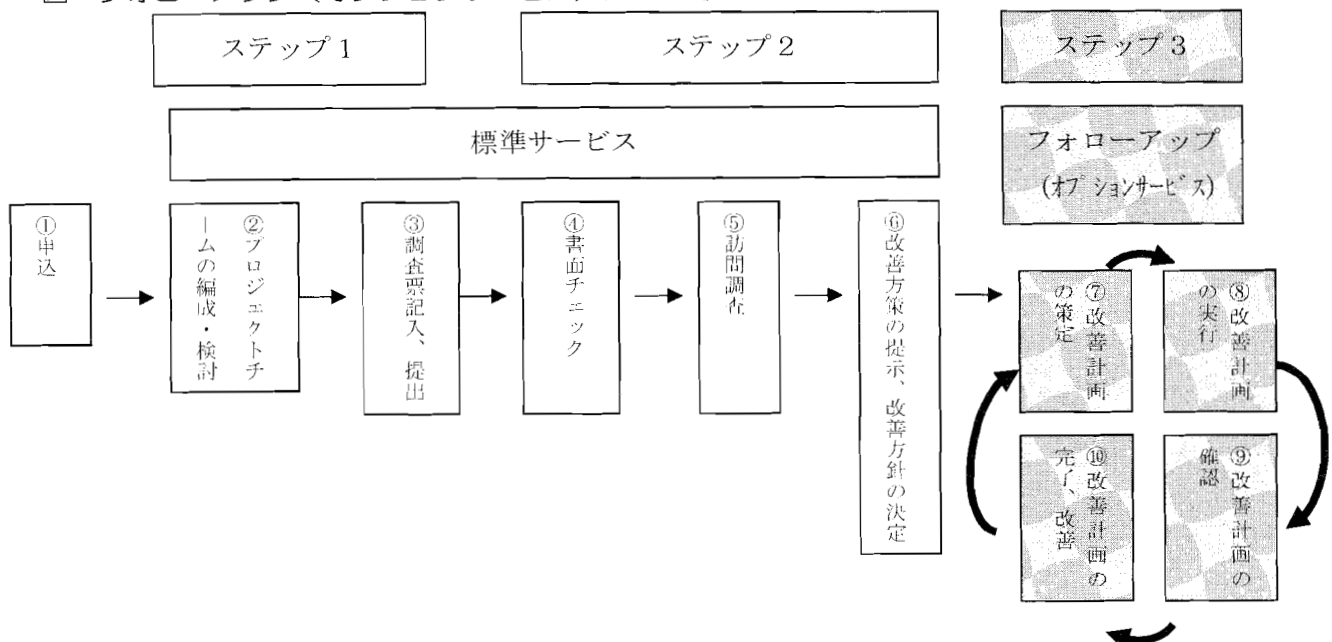 ステップ1
ステップ2
ステップ3
標準サービス
フォローアップ
(オプションサービス)
①申込
②プロジェクトチ
ームの編成・検討
③調査票記入、提出
④書面チェック
⑤訪問調査
⑥改善方策の提示、改善方針の決定
⑦改善計画
の策定
⑧改善計画
の実行
⑨改善計画の
確認
⑩改善計画の
完了、改善